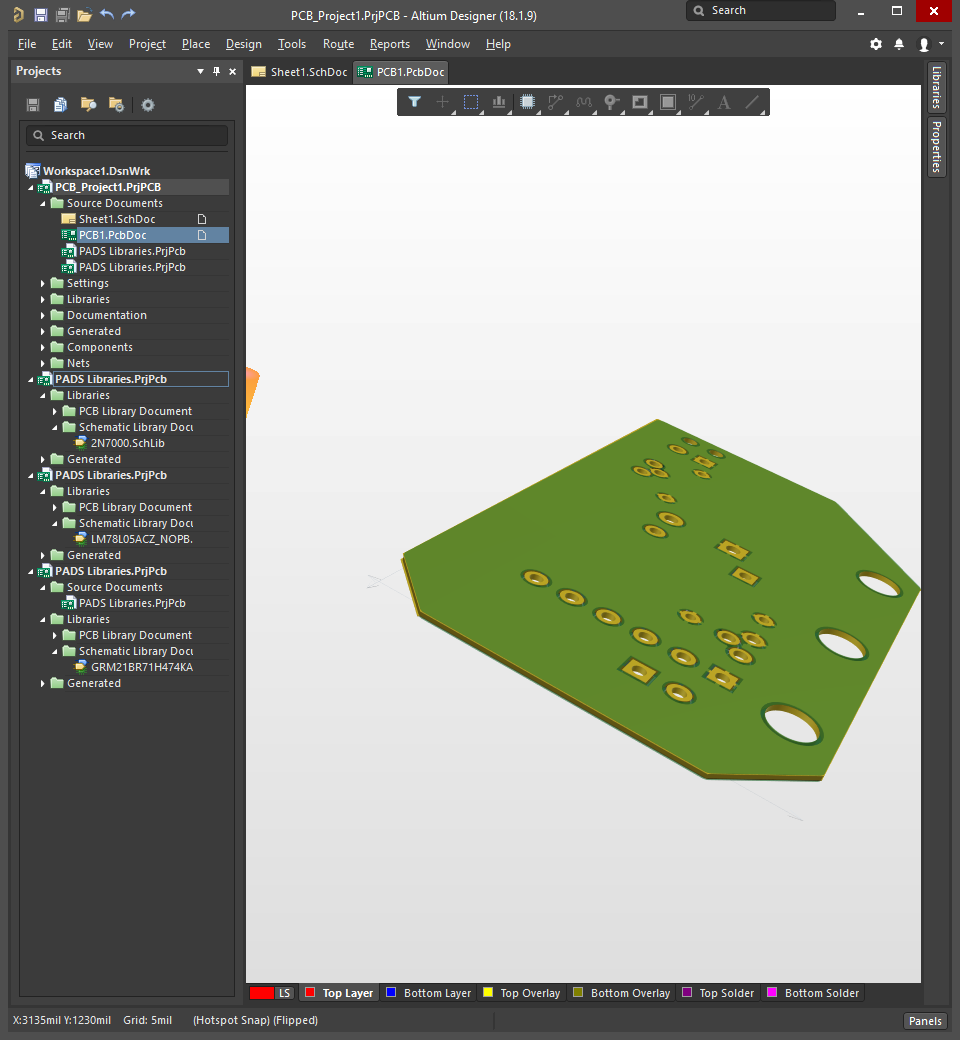 PCB_Project1.PrjPCB - Altium Designer (18.1.9)
Search
File Edit View Project Place Design Tools Route Reports Window Help
Projects
Sheet1.SchDoc
PCB1.PcbDoc
Search
Workspace1.DsnWrk
PCB_Project1.PrjPCB
Source Documents
Sheet1.SchDoc
PCB1.PcbDoc
PADS Libraries.PrjPcb
PADS Libraries.PrjPcb
Settings
Libraries
Documentation
Generated
Components
Nets
PADS Libraries.PrjPcb
Libraries
PCB Library Document
Schematic Library Docu
2N7000.SchLib
Generated
PADS Libraries.PrjPcb
Libraries
PCB Library Document
Schematic Library Docu
LM78L05ACZ_NOPB.
Generated
PADS Libraries.PrjPcb
Source Documents
PADS Libraries.PrjPcb
Libraries
PCB Library Document
Schematic Library Docu
GRM21BR71H474KA
Generated
10
A
Libraries
Properties
LS Top Layer Bottom Layer Top Overlay Bottom Overlay Top Solder Bottom Solder
X:3135mil Y:1230mil Grid: 5mil (Hotspot Snap) (Flipped)
Panels